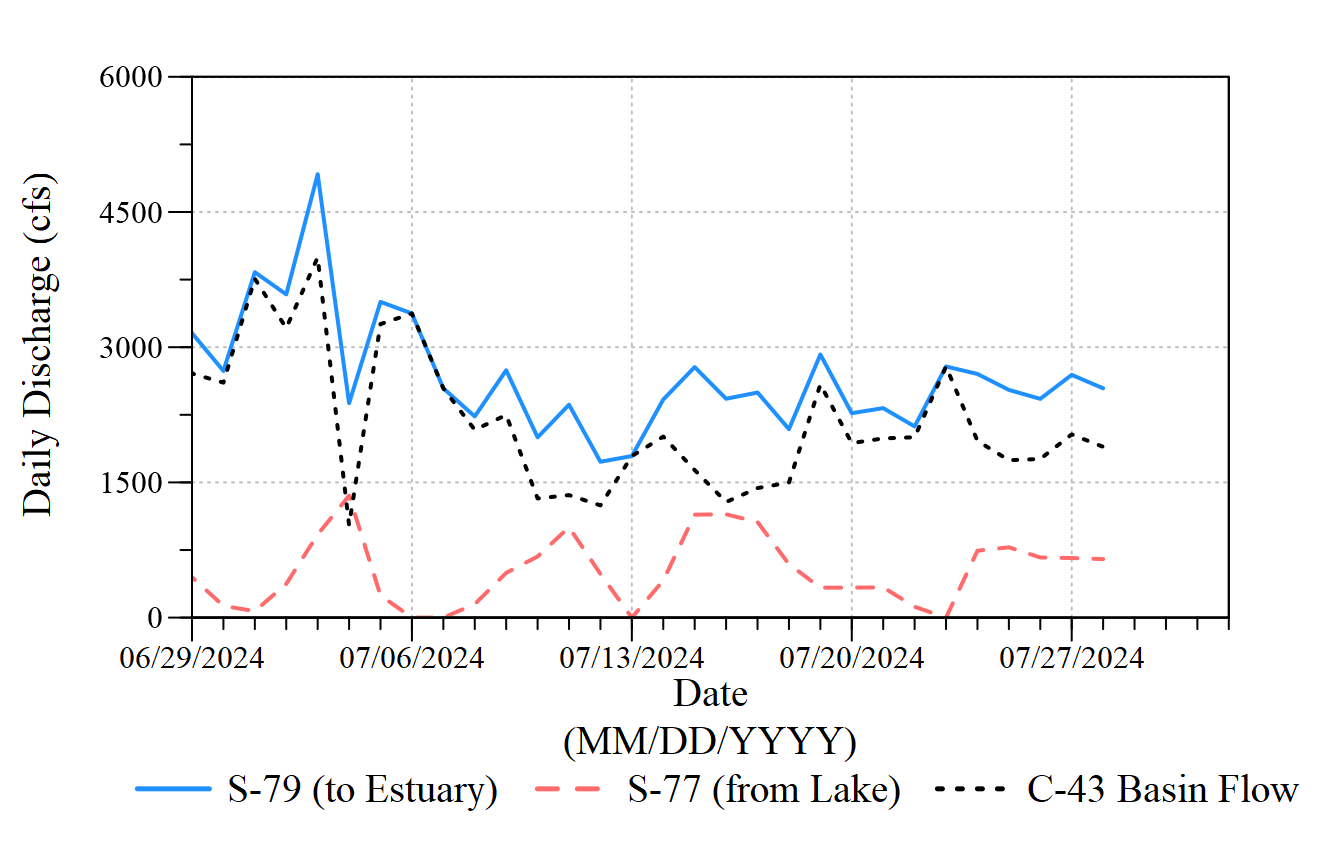 6000
4500
3000
1500
0
Daily Discharge (cfs)
06/29/2024 07/06/2024 07/13/2024 07/20/2024 07/27/2024
Date
(MM/DD/YYYY)
S-79 (to Estuary) S-77 (from Lake) C-43 Basin Flow